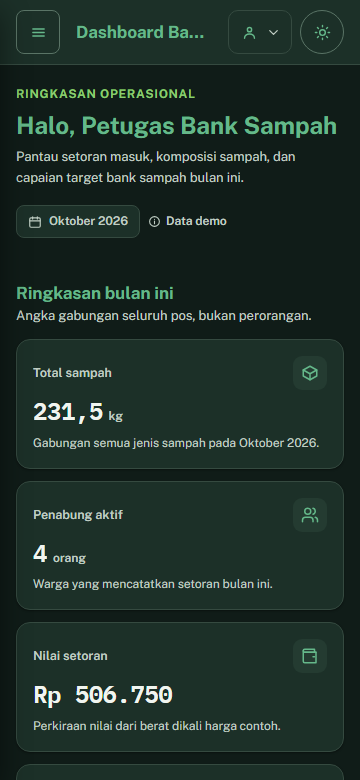 Dashboard Ba...
RINGKASAN OPERASIONAL
Halo, Petugas Bank Sampah
Pantau setoran masuk, komposisi sampah, dan
capaian target bank sampah bulan ini.
Oktober 2026 Data demo
Ringkasan bulan ini
Angka gabungan seluruh pos, bukan perorangan.
Total sampah
231,5 kg
Gabungan semua jenis sampah pada Oktober 2026.
Penabung aktif
4 orang
Warga yang mencatatkan setoran bulan ini.
Nilai setoran
Rp 506.750
Perkiraan nilai dari berat dikali harga contoh.